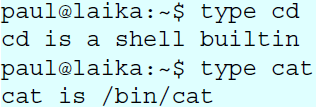 paul@laika:~$ type cd
cd is a shell builtin
paul@laika:~$ type cat
cat is /bin/cat